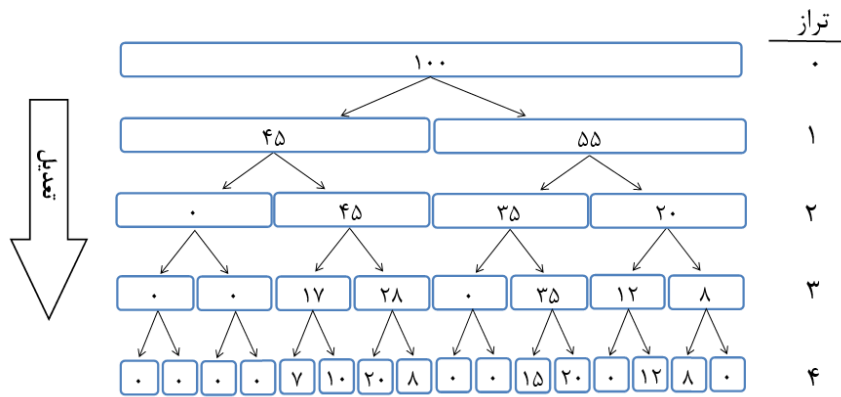 تراز
۱۰۰ ۰
۴۵ ۵۵ ۱
۰ ۴۵ ۳۵ ۲۰ ۲
تعدیل
۰ ۰ ۱۷ ۲۸ ۰ ۳۵ ۱۲ ۸ ۳
۰ ۰ ۰ ۰ ۷ ۱۰ ۲۰ ۸ ۰ ۰ ۱۵ ۲۰ ۰ ۱۲ ۸ ۰ ۴